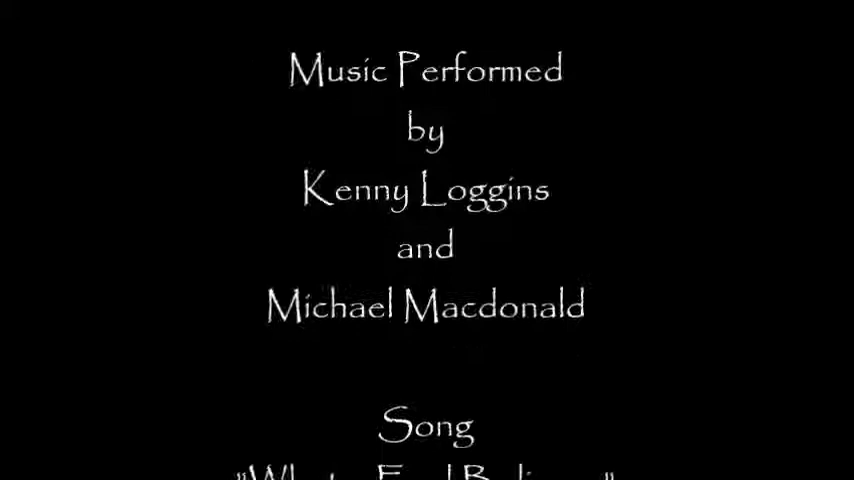 Music Performed
by
Kenny Loggins
and
Michael Macdonald
Song